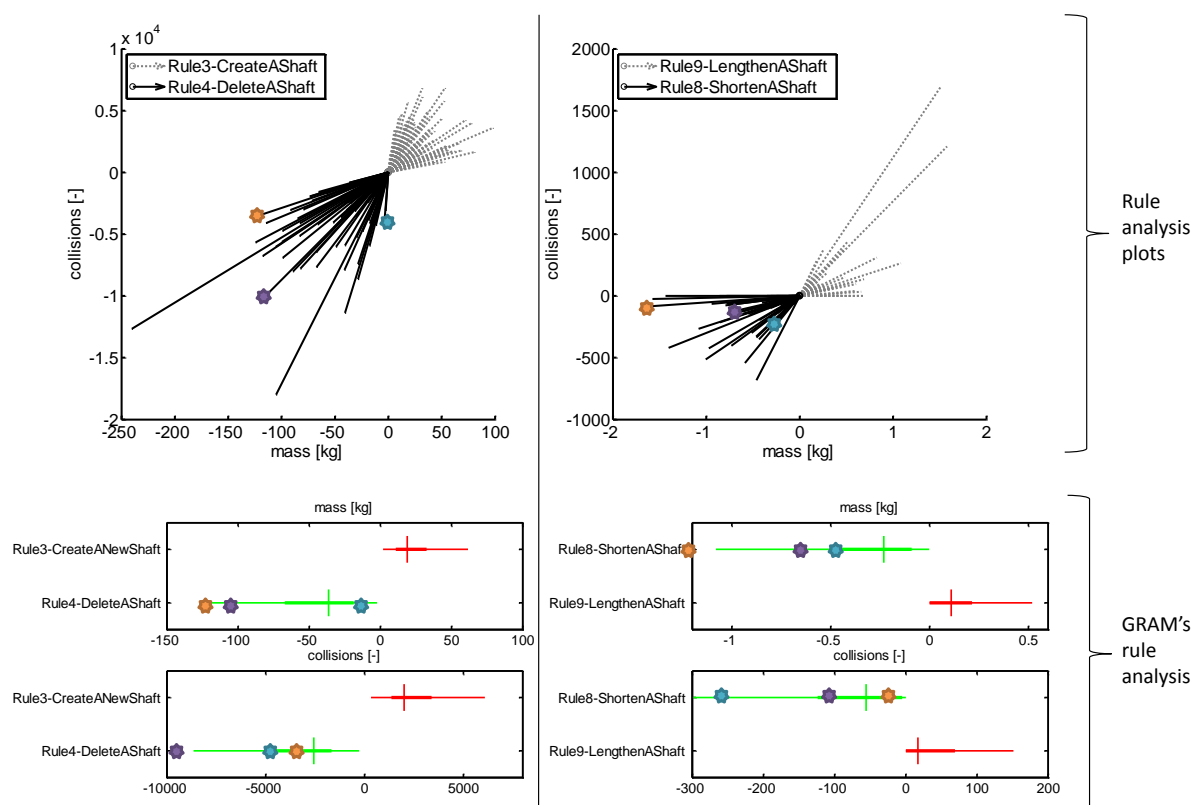 1 x 10^4
Rule3-CreateAShaft
Rule4-DeleteAShaft
0.5
0
-0.5
-1
-1.5
-2
collisions [-]
-250 -200 -150 -100 -50 0 50 100
mass [kg]
2000
Rule9-LengthenAShaft
Rule8-ShortenAShaft
1500
1000
500
0
-500
-1000
collisions [-]
-2 -1 0 1 2
mass [kg]
Rule
analysis
plots
mass [kg]
Rule3-CreateANewShaft
Rule4-DeleteAShaft
-150 -100 -50 0 50 100
collisions [-]
Rule3-CreateANewShaft
Rule4-DeleteAShaft
-10000 -5000 0 5000
mass [kg]
Rule8-ShortenAShaft
Rule9-LengthenAShaft
-1 -0.5 0 0.5
collisions [-]
Rule8-ShortenAShaft
Rule9-LengthenAShaft
-300 -200 -100 0 100 200
GRAM's
rule
analysis